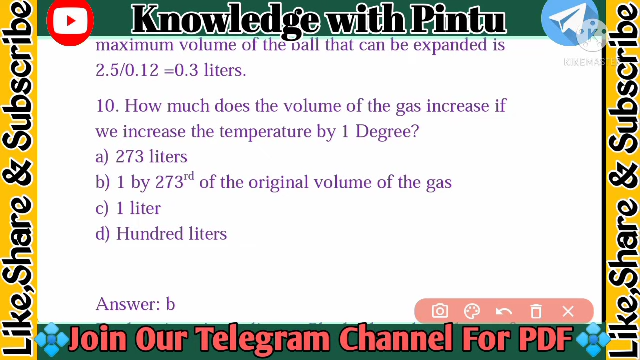 Knowledge with Pintu
maximum volume of the ball that can be expanded is
2.5/0.12 =0.3 liters.
10. How much does the volume of the gas increase if
we increase the temperature by 1 Degree?
a) 273 liters
b) 1 by 273rd of the original volume of the gas
c) 1 liter
d) Hundred liters
Answer: b
Like,Share & Subscribe
Like,Share & Subscribe
Join Our Telegram Channel For PDF